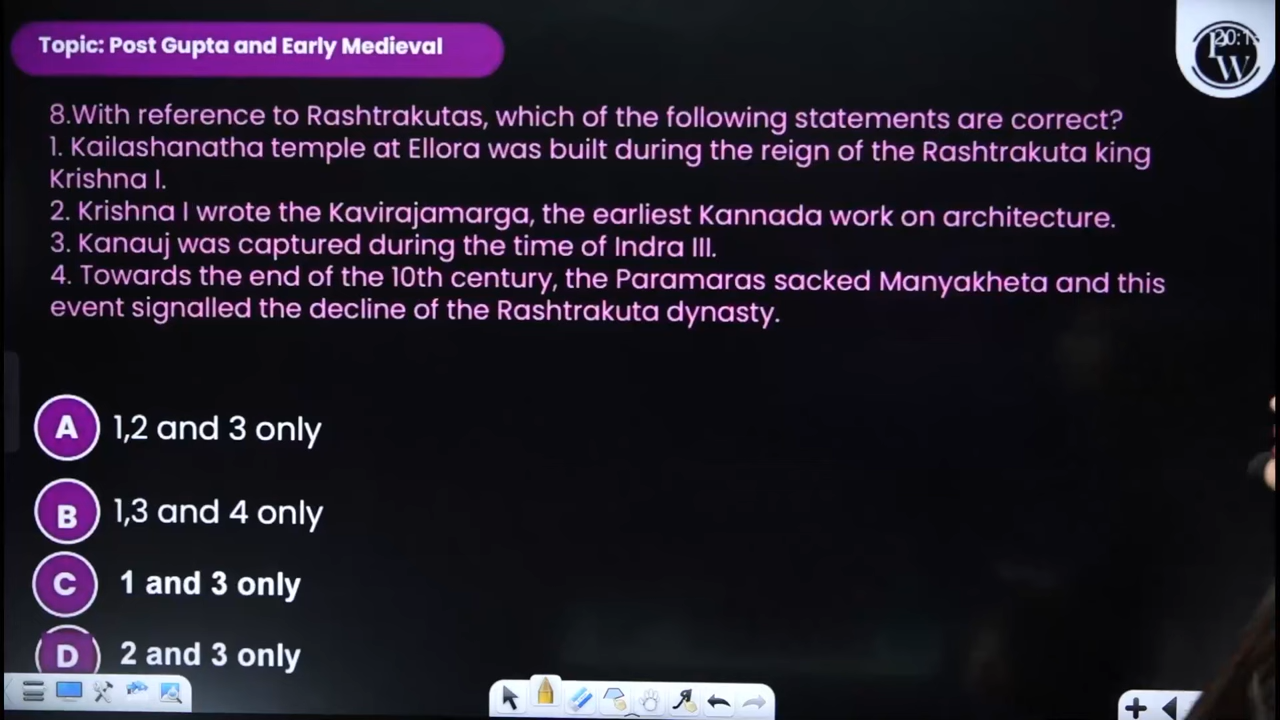 Topic: Post Gupta and Early Medieval
20:1
PW
8.With reference to Rashtrakutas, which of the following statements are correct?
1. Kailashanatha temple at Ellora was built during the reign of the Rashtrakuta king
Krishna I.
2. Krishna I wrote the Kavirajamarga, the earliest Kannada work on architecture.
3. Kanauj was captured during the time of Indra III.
4. Towards the end of the 10th century, the Paramaras sacked Manyakheta and this
event signalled the decline of the Rashtrakuta dynasty.
A 1,2 and 3 only
B 1,3 and 4 only
C 1 and 3 only
D 2 and 3 only